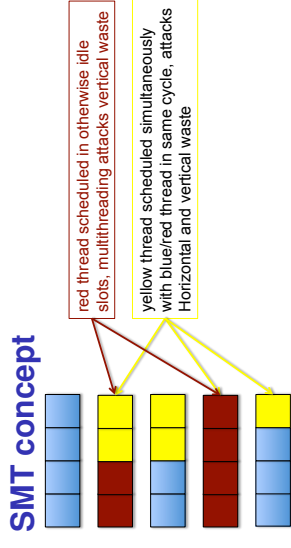 SMT concept
red thread scheduled in otherwise idle
slots, multithreading attacks vertical waste
yellow thread scheduled simultaneously
with blue/red thread in same cycle, attacks
Horizontal and vertical waste